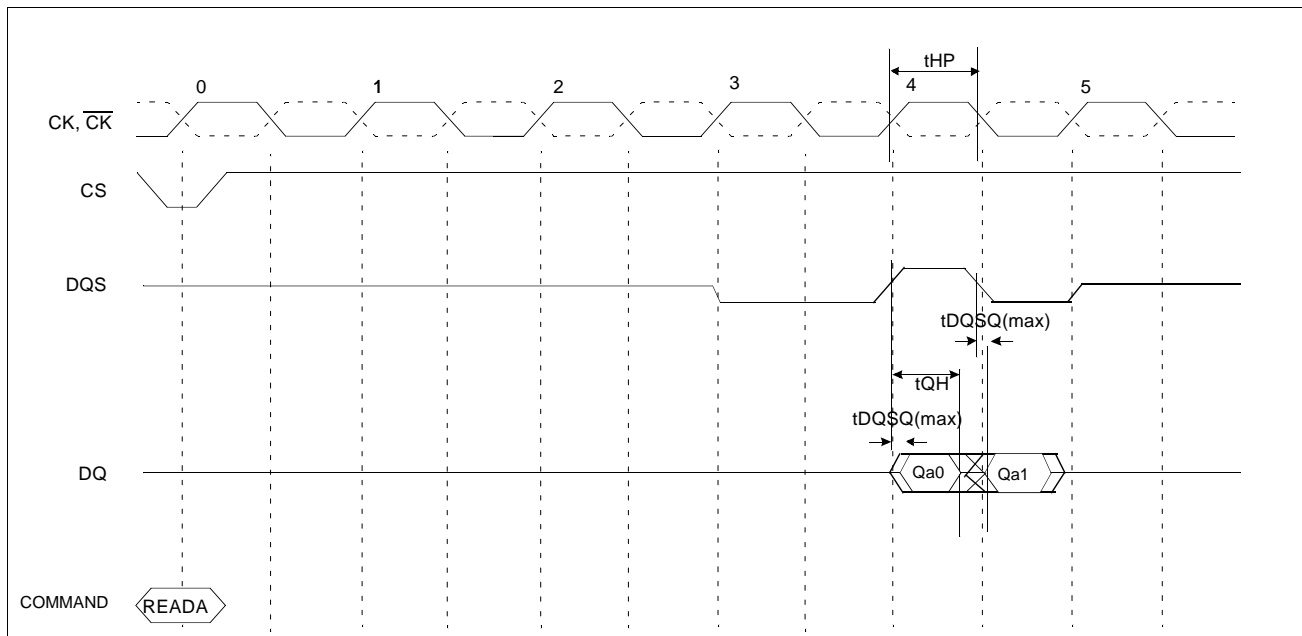 tHP
0 1 2 3 4 5
CK, C̅K̅
CS
DQS
tDQSQ(max)
tQH
tDQSQ(max)
DQ
Qa0 Qa1
COMMAND
READA